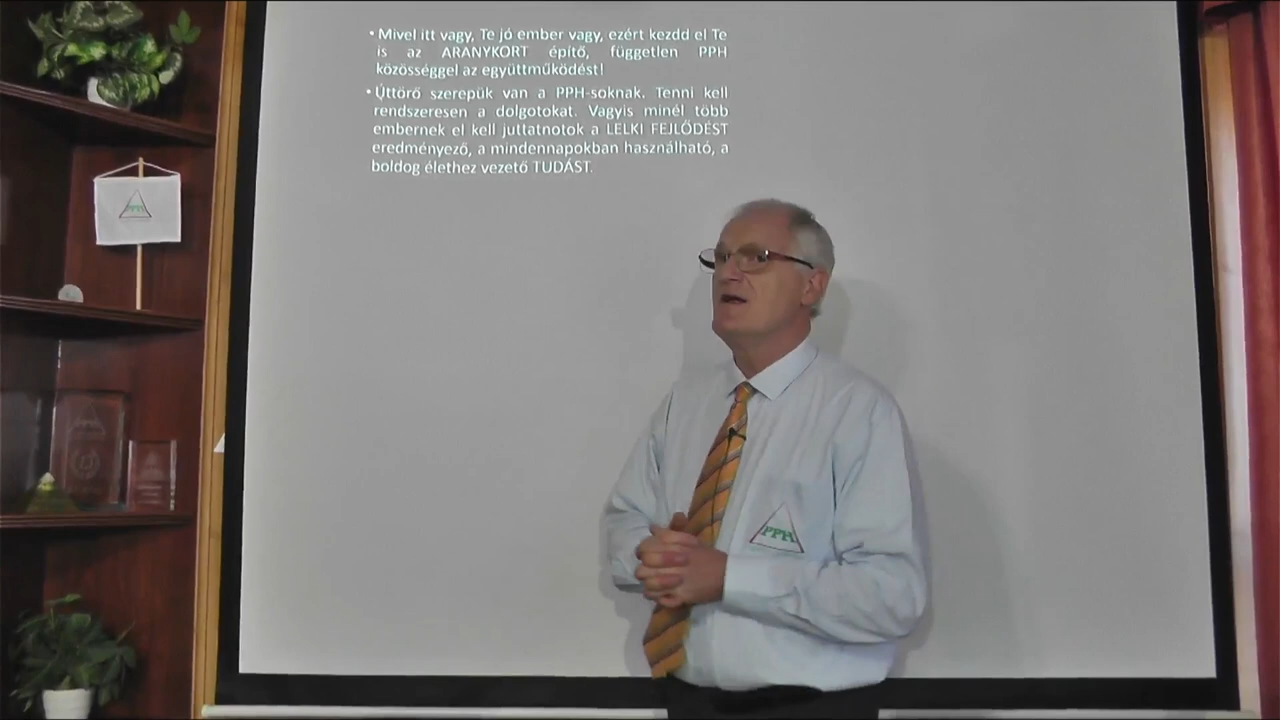 • Mivel itt vagy, Te jó ember vagy, ezért kezdd el Te
is az ARANYKORT építő, független PPH
közösséggel az együttműködést!
• Úttörő szerepük van a PPH-soknak. Tenni kell
rendszeresen a dolgotokat. Vagyis minél több
embernek el kell juttatnotok a LELKI FEJLŐDÉST
eredményező, a mindennapokban használható, a
boldog élethez vezető TUDÁST.
PPH
PPH